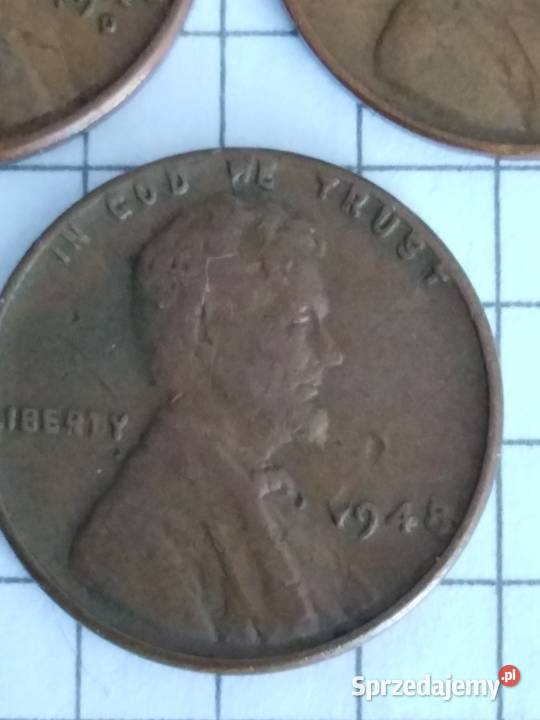 D
IN GOD WE TRUST
LIBERTY
1948
Sprzedajemy.pl